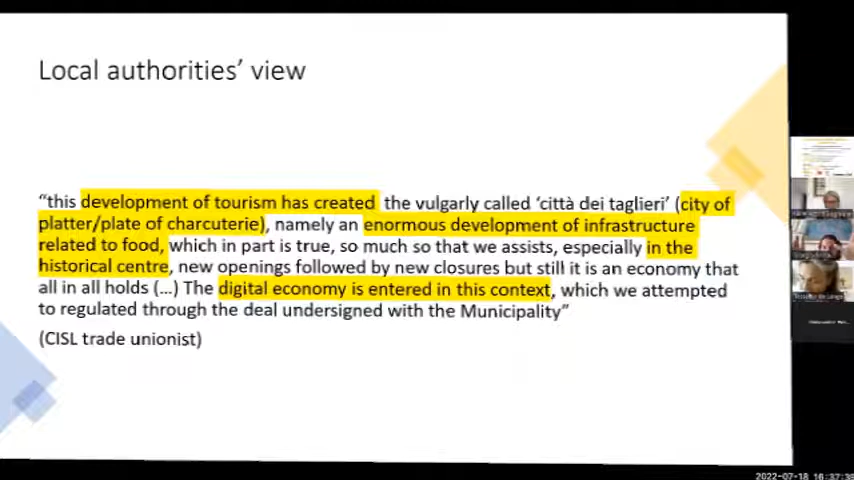 Local authorities' view
“this development of tourism has created the vulgarly called ‘città dei taglieri’ (city of
platter/plate of charcuterie), namely an enormous development of infrastructure
related to food, which in part is true, so much so that we assists, especially in the
historical centre, new openings followed by new closures but still it is an economy that
all in all holds (...) The digital economy is entered in this context, which we attempted
to regulated through the deal undersigned with the Municipality”
(CISL trade unionist)
2022-07-18 16:37:39